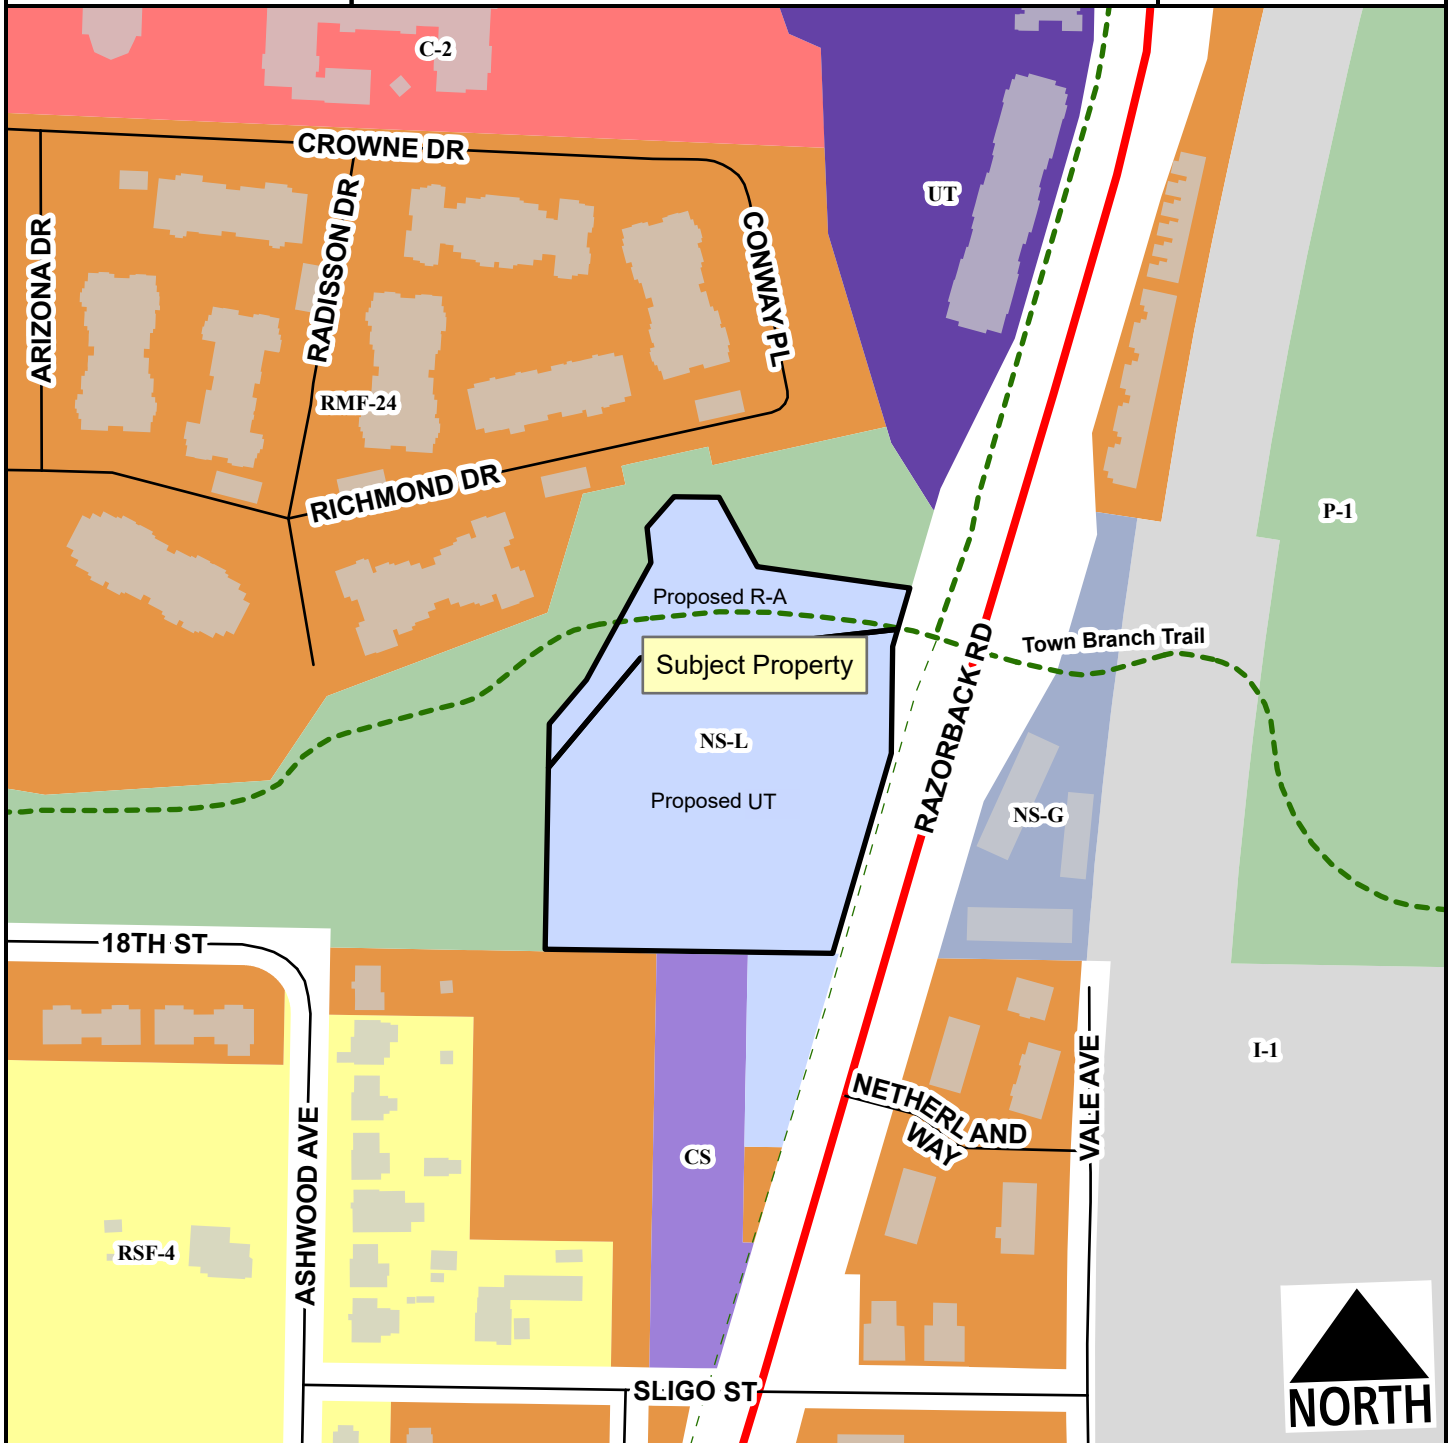 C-2
CROWNE DR
UT
ARIZONA DR
RADISSON DR
CONWAY PL
RMF-24
RICHMOND DR
P-1
Proposed R-A
Town Branch Trail
Subject Property
RAZORBACK RD
NS-L
Proposed UT
NS-G
18TH ST
I-1
NETHERLAND
WAY
VALE AVE
CS
ASHWOOD AVE
RSF-4
SLIGO ST
NORTH